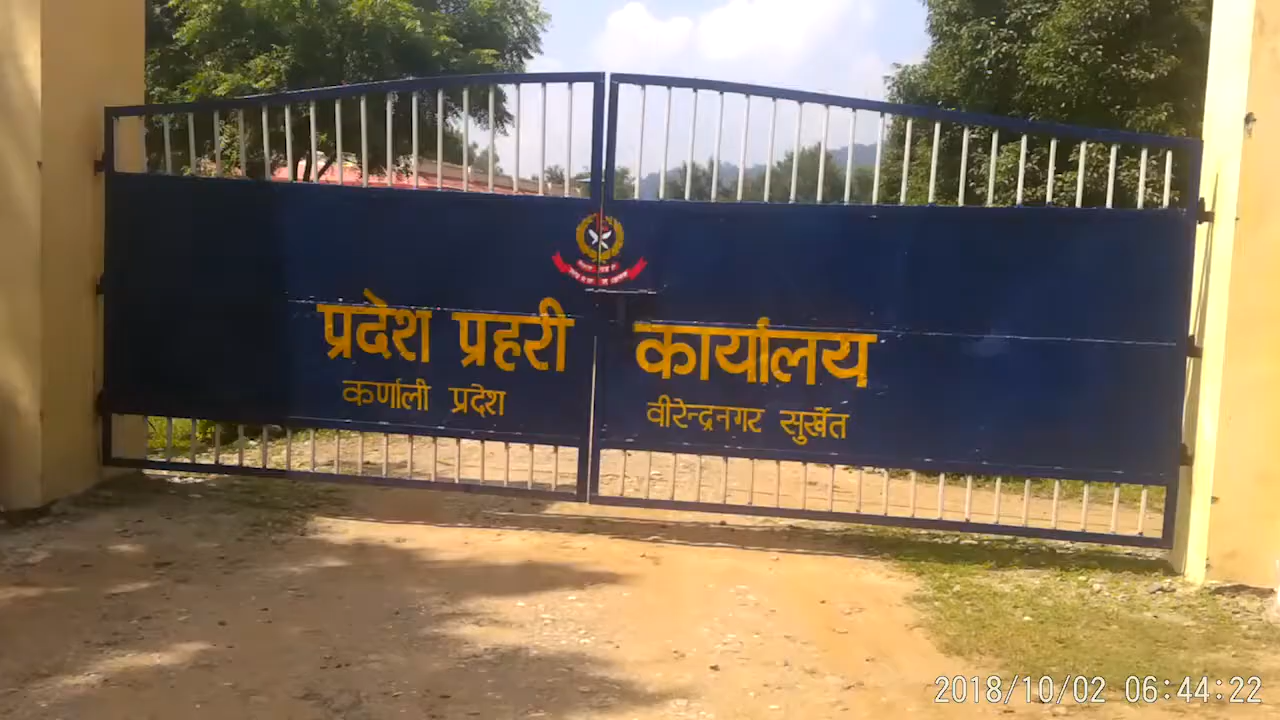 प्रदेश प्रहरी कार्यालय
कर्णाली प्रदेश वीरेन्द्रनगर सुर्खेत
2018/10/02 06:44:22